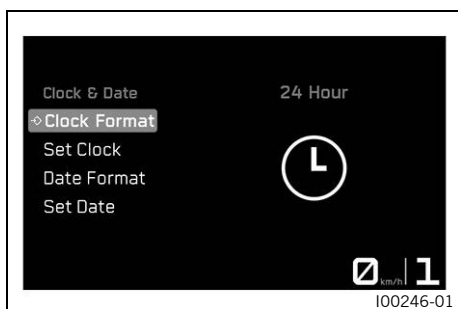 Clock & Date
24 Hour
Clock Format
Set Clock
Date Format
Set Date
0 km/h 1
I00246-01